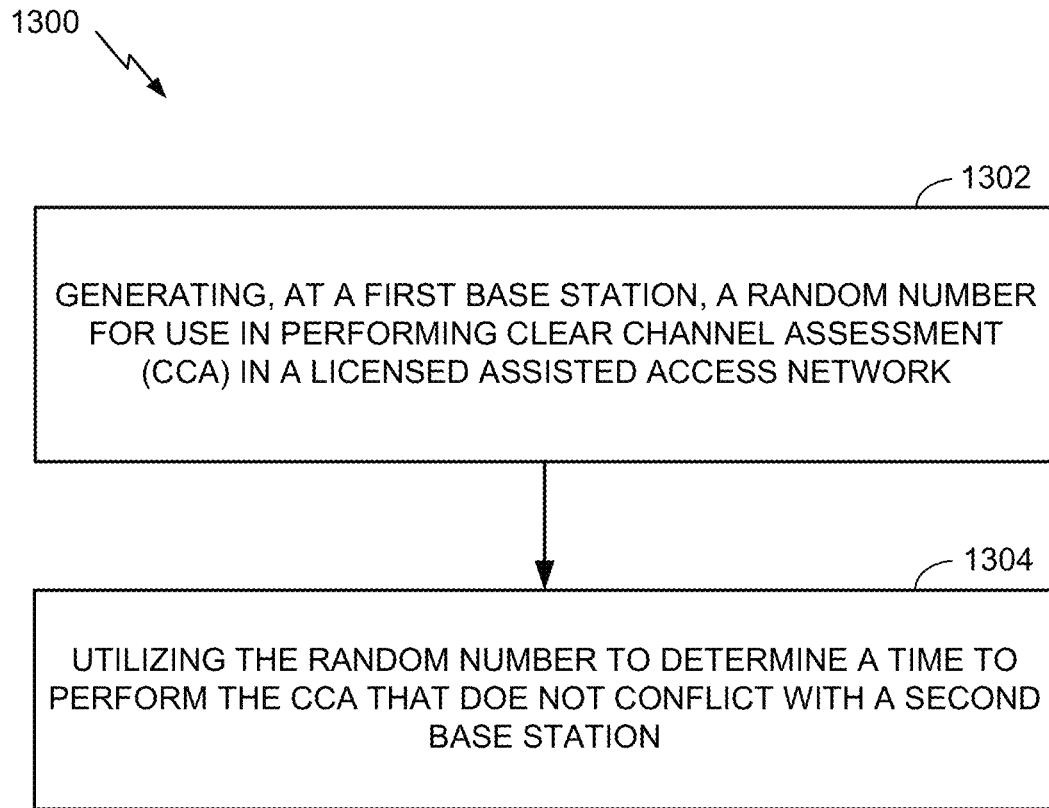 1300
1302
GENERATING, AT A FIRST BASE STATION, A RANDOM NUMBER
FOR USE IN PERFORMING CLEAR CHANNEL ASSESSMENT
(CCA) IN A LICENSED ASSISTED ACCESS NETWORK
1304
UTILIZING THE RANDOM NUMBER TO DETERMINE A TIME TO
PERFORM THE CCA THAT DOE NOT CONFLICT WITH A SECOND
BASE STATION